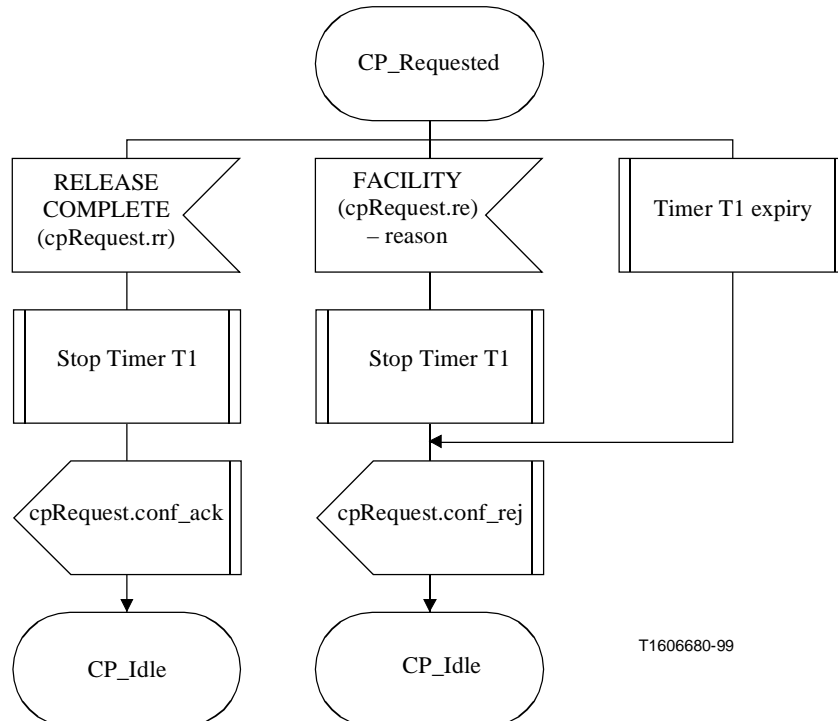 CP_Requested
RELEASE
COMPLETE
(cpRequest.rr)
FACILITY
(cpRequest.re)
– reason
Timer T1 expiry
Stop Timer T1
Stop Timer T1
cpRequest.conf_ack
cpRequest.conf_rej
CP_Idle
CP_Idle
T1606680-99